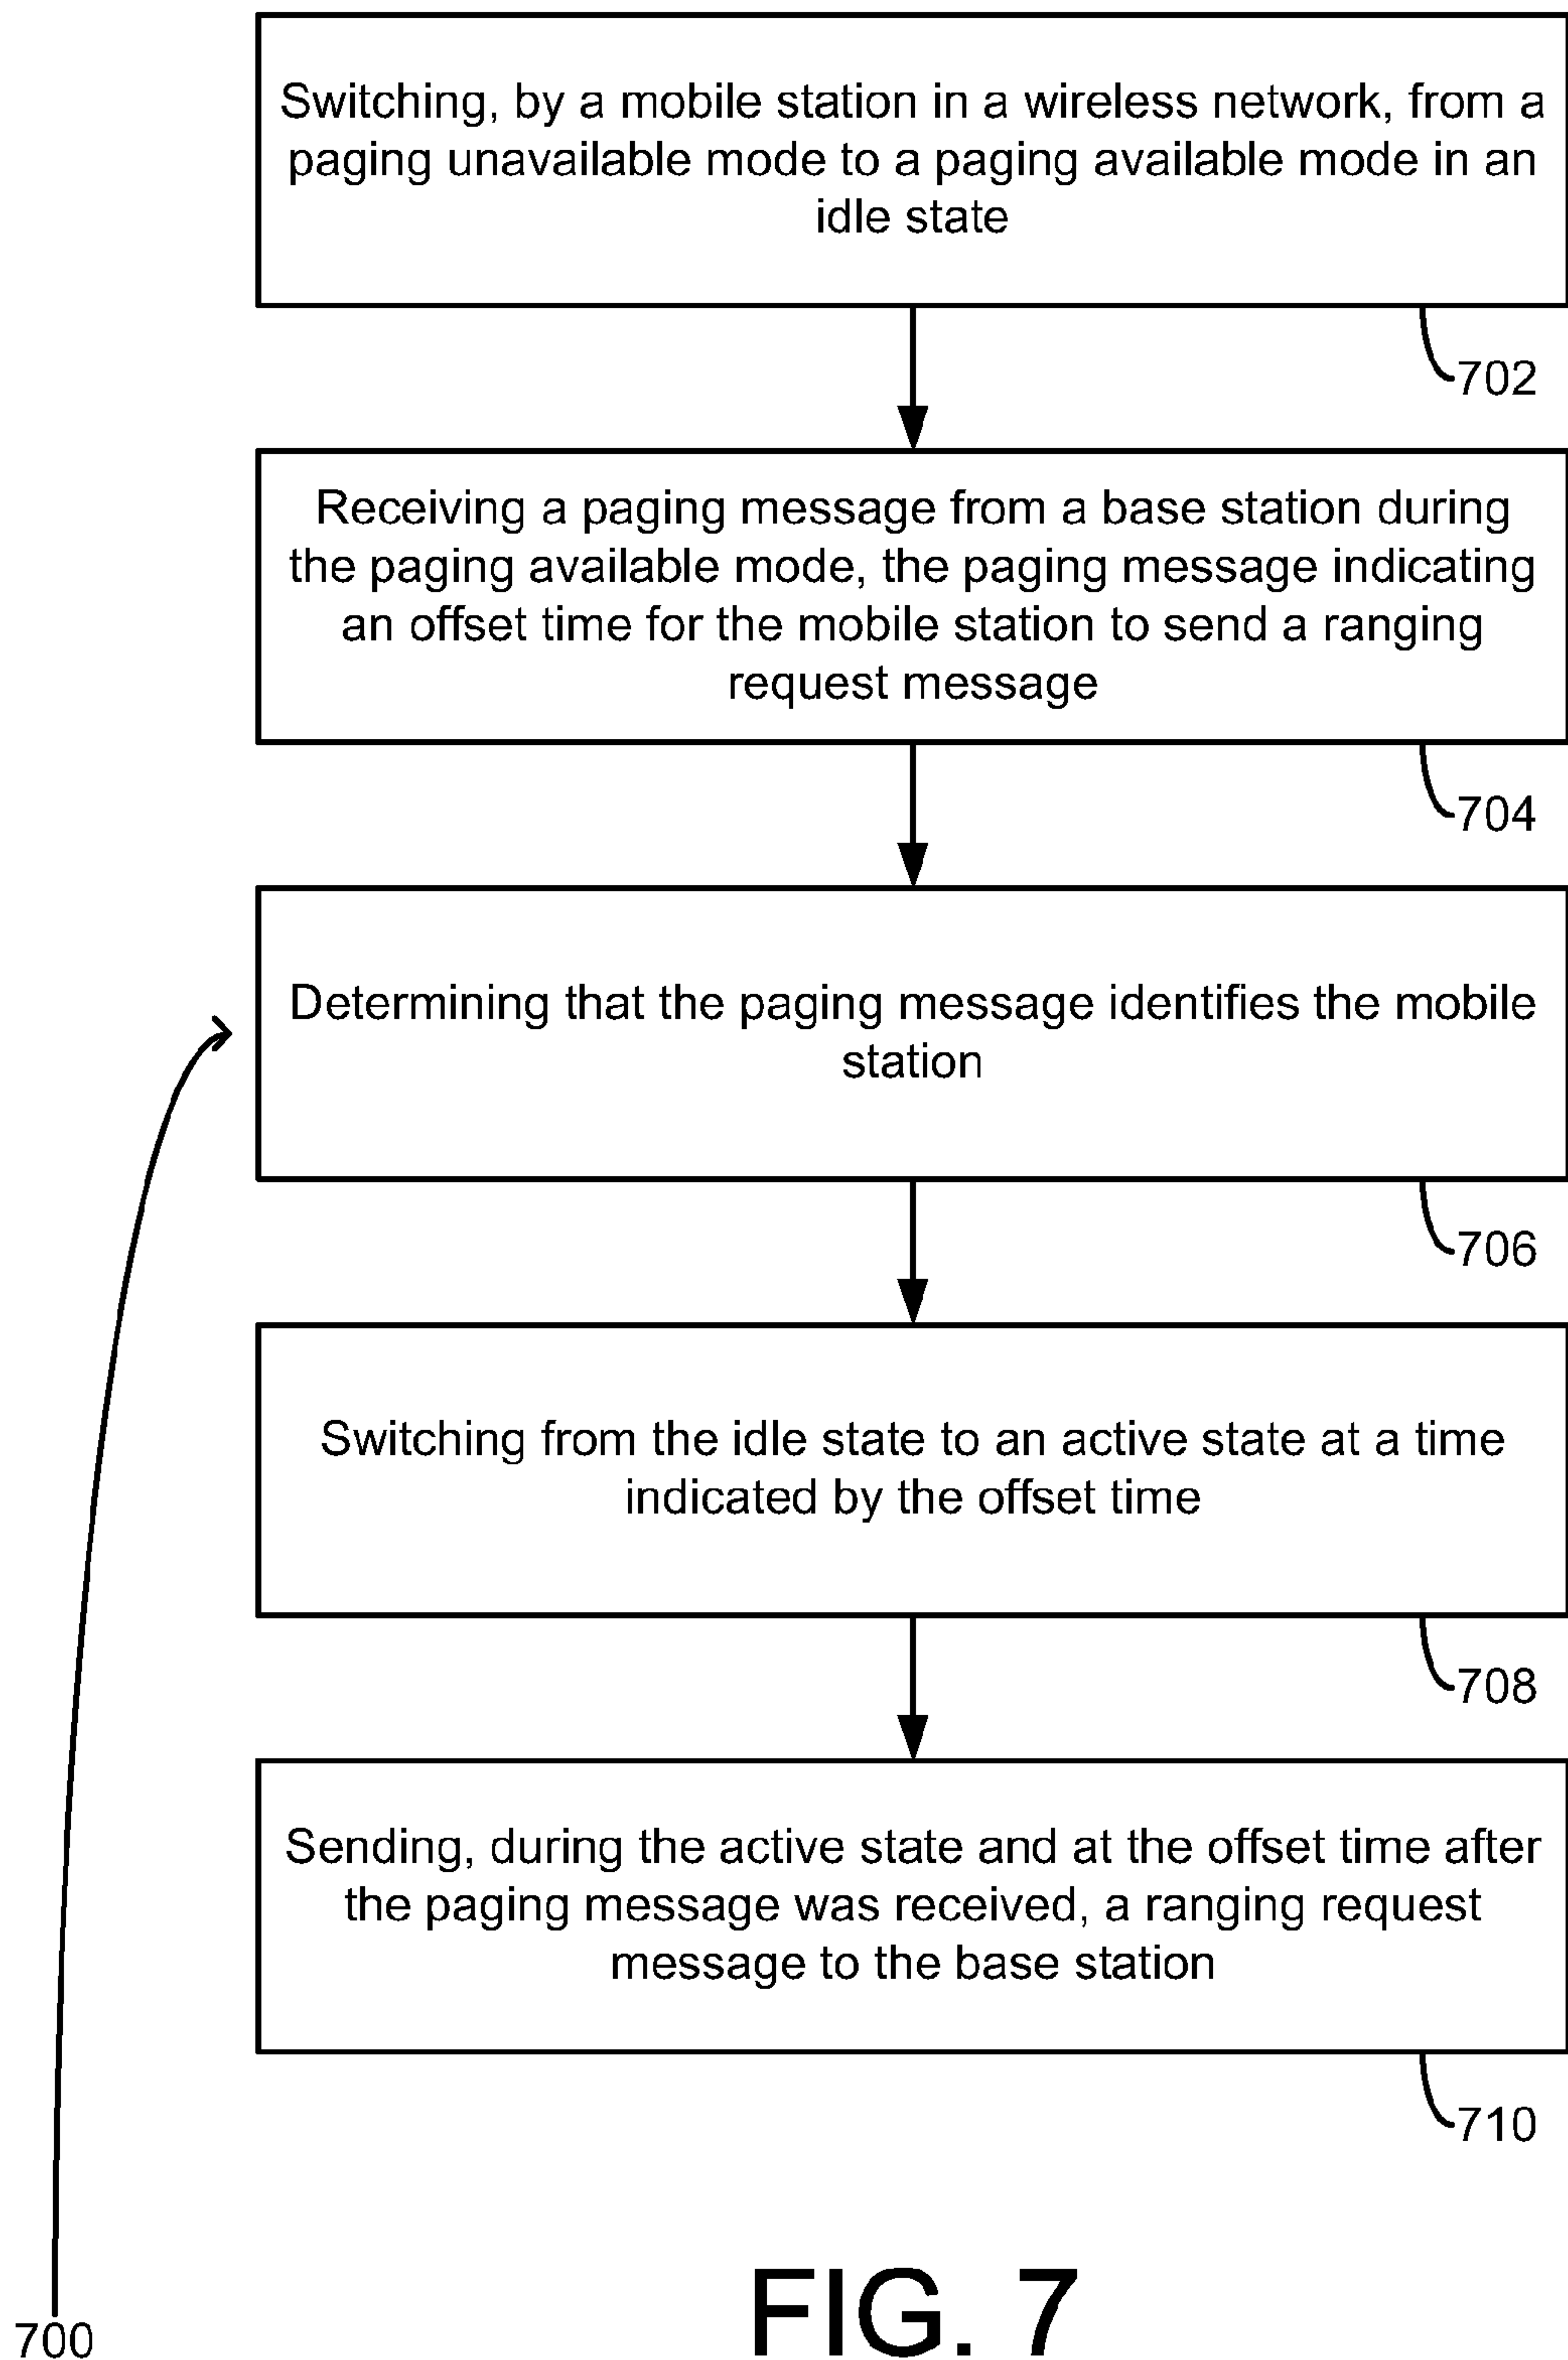 Switching, by a mobile station in a wireless network, from a
paging unavailable mode to a paging available mode in an
idle state
702
Receiving a paging message from a base station during
the paging available mode, the paging message indicating
an offset time for the mobile station to send a ranging
request message
704
Determining that the paging message identifies the mobile
station
706
Switching from the idle state to an active state at a time
indicated by the offset time
708
Sending, during the active state and at the offset time after
the paging message was received, a ranging request
message to the base station
710
700
FIG. 7